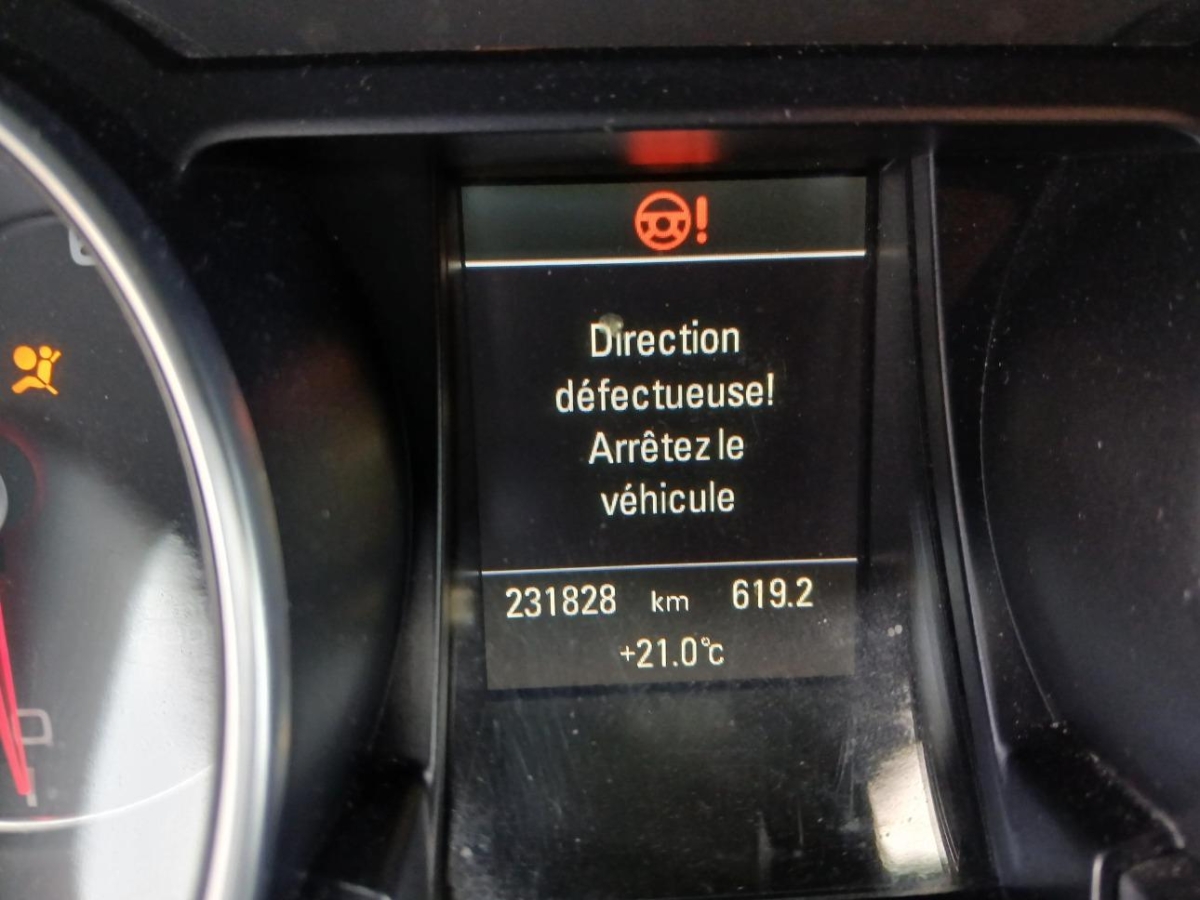 Direction
défectueuse!
Arrêtez le
véhicule
231828 km 619.2
+21.0°C